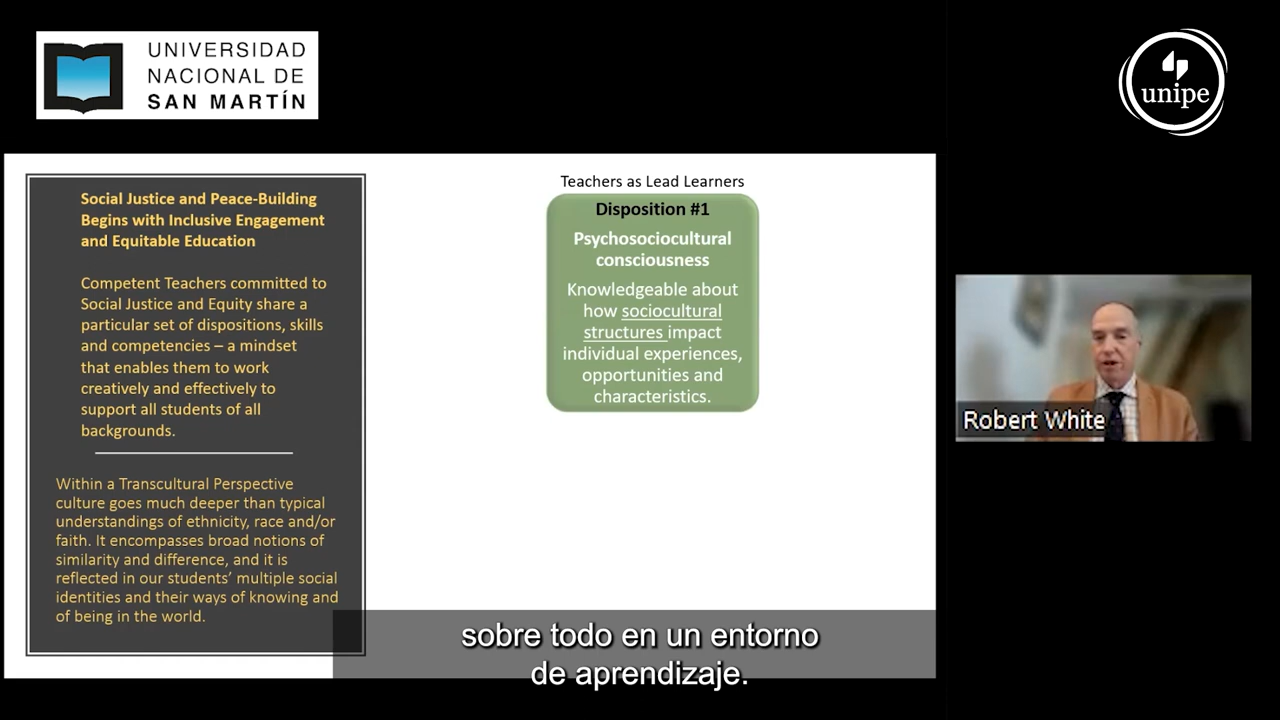 UNIVERSIDAD
NACIONAL DE
SAN MARTÍN
unipe
Social Justice and Peace-Building
Begins with Inclusive Engagement
and Equitable Education
Competent Teachers committed to
Social Justice and Equity share a
particular set of dispositions, skills
and competencies – a mindset
that enables them to work
creatively and effectively to
support all students of all
backgrounds.
Within a Transcultural Perspective
culture goes much deeper than typical
understandings of ethnicity, race and/or
faith. It encompasses broad notions of
similarity and difference, and it is
reflected in our students’ multiple social
identities and their ways of knowing and
of being in the world.
Teachers as Lead Learners
Disposition #1
Psychosociocultural
consciousness
Knowledgeable about
how sociocultural
structures impact
individual experiences,
opportunities and
characteristics.
Robert White
sobre todo en un entorno
de aprendizaje.